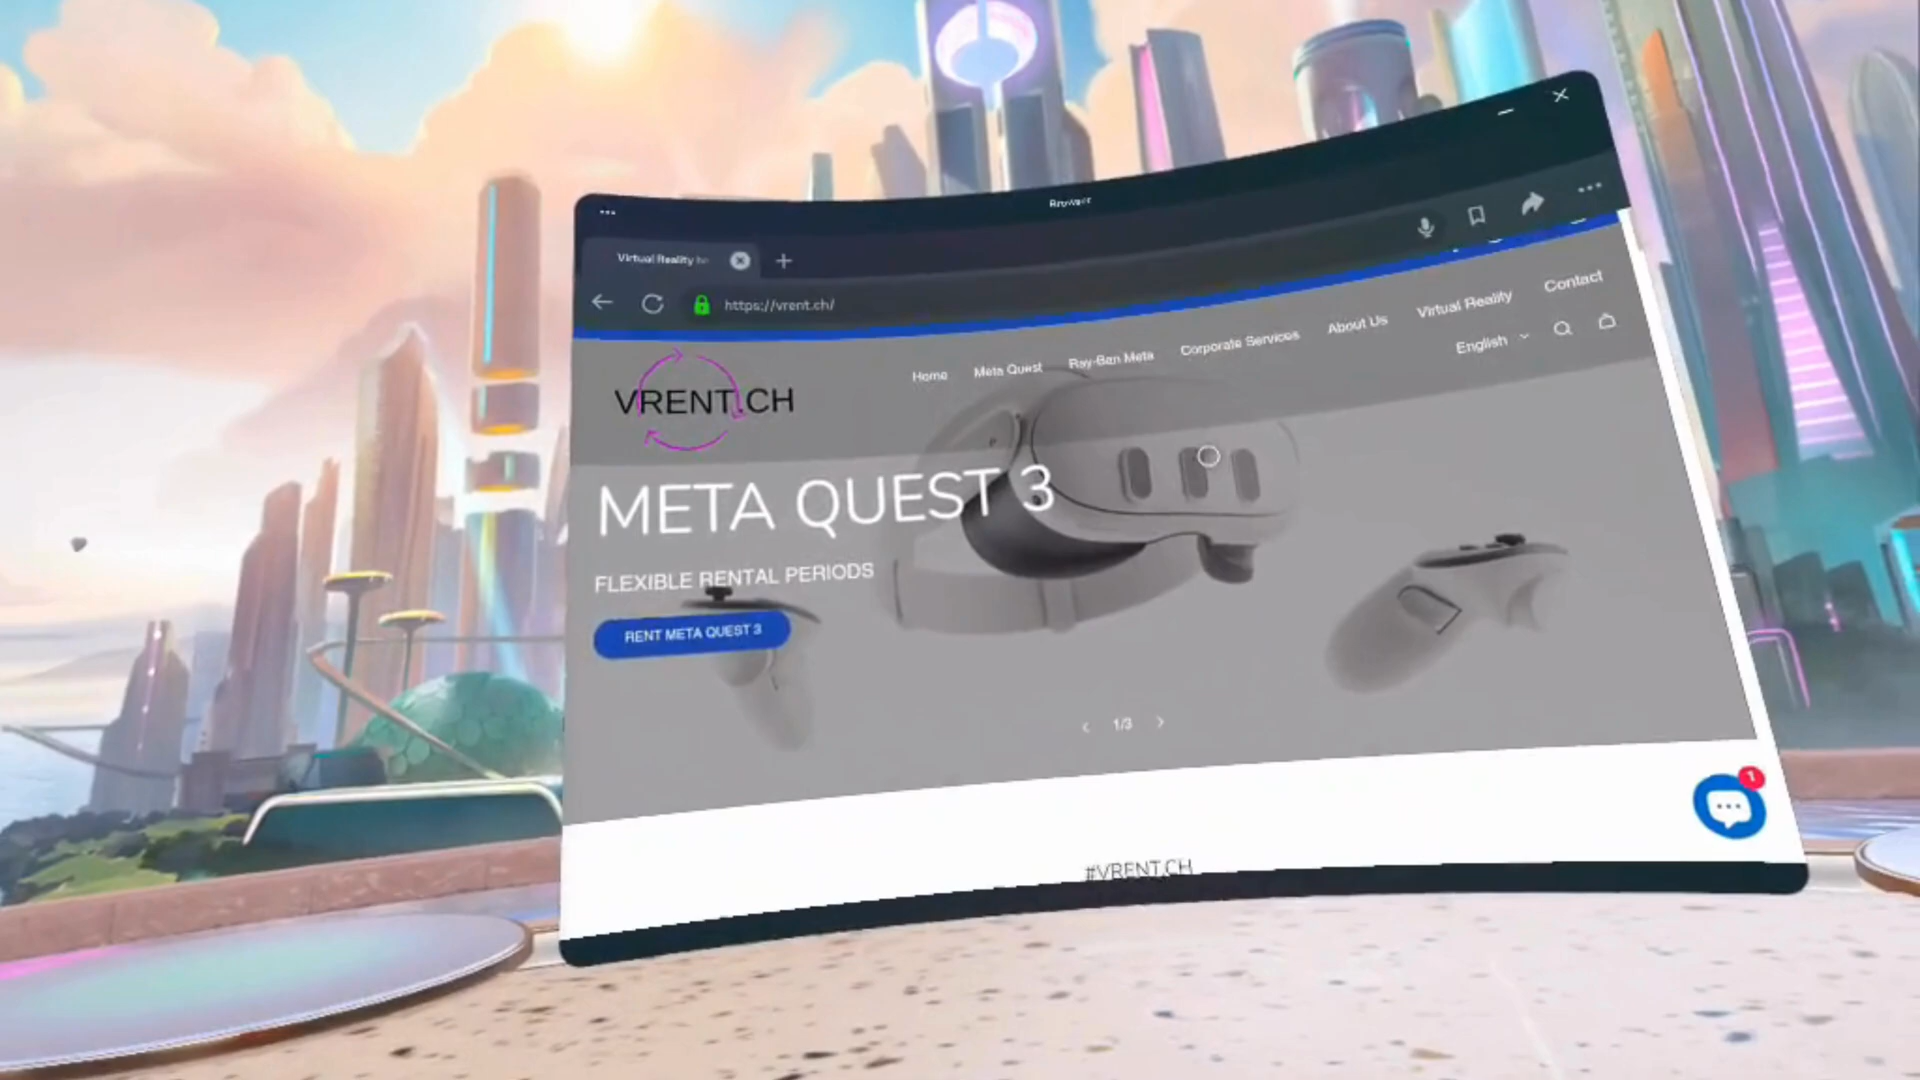 Browser
Virtual Reality
https://vrent.ch/
Home Meta Quest Ray-Ban Meta Corporate Services About Us Virtual Reality Contact
English
VRENT.CH
META QUEST 3
FLEXIBLE RENTAL PERIODS
RENT META QUEST 3
1/3
1
#VRENT.CH